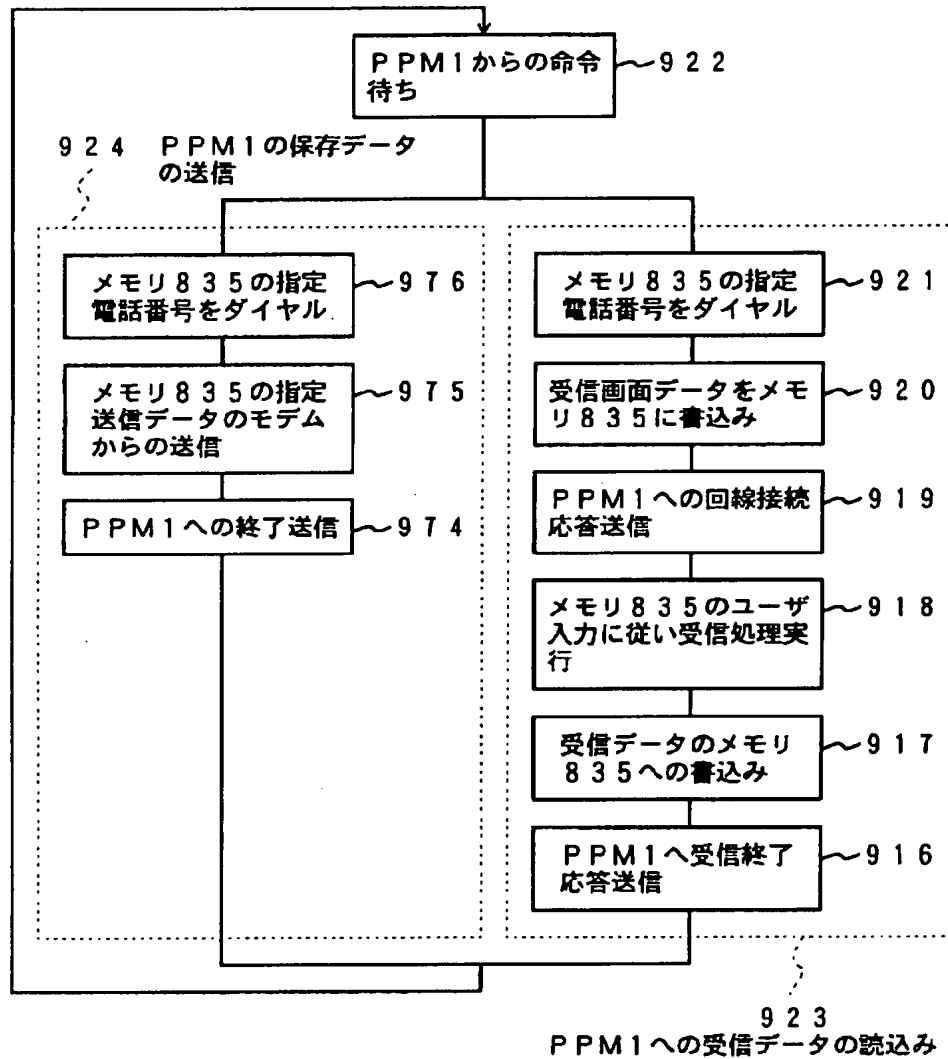 PPM1からの命令
待ち
922
924 PPM1の保存データ
の送信
メモリ835の指定
電話番号をダイヤル
976
メモリ835の指定
送信データのモデム
からの送信
975
PPM1への終了送信
974
メモリ835の指定
電話番号をダイヤル
921
受信画面データをメモ
リ835に書込み
920
PPM1への回線接続
応答送信
919
メモリ835のユーザ
入力に従い受信処理実
行
918
受信データのメモリ
835への書込み
917
PPM1へ受信終了
応答送信
916
923
PPM1への受信データの読込み